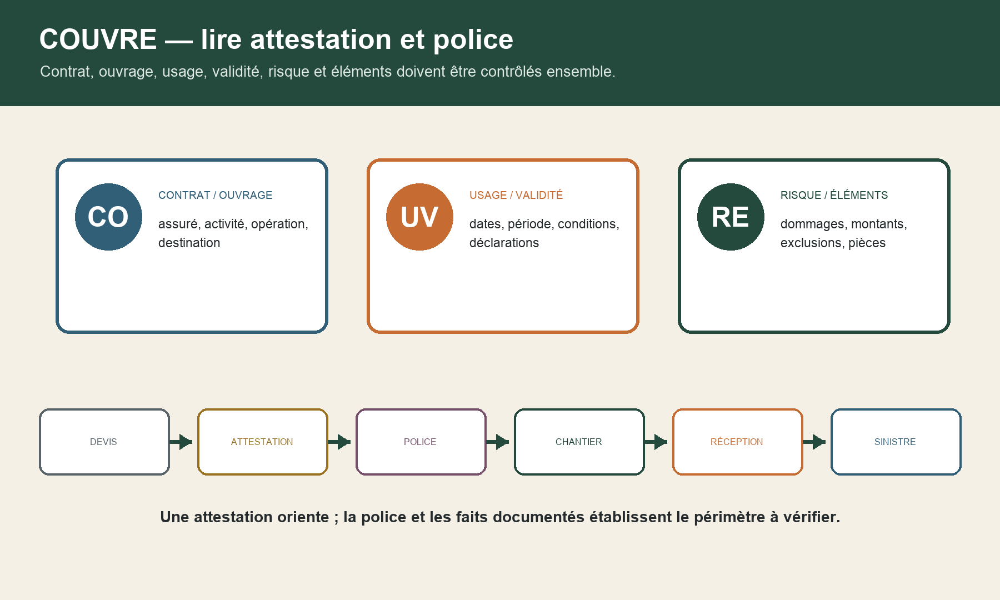 COUVRE — lire attestation et police
Contrat, ouvrage, usage, validité, risque et éléments doivent être contrôlés ensemble.
CO
CONTRAT / OUVRAGE
assuré, activité, opération,
destination
UV
USAGE / VALIDITÉ
dates, période, conditions,
déclarations
RE
RISQUE / ÉLÉMENTS
dommages, montants,
exclusions, pièces
DEVIS
ATTESTATION
POLICE
CHANTIER
RÉCEPTION
SINISTRE
Une attestation oriente ; la police et les faits documentés établissent le périmètre à vérifier.